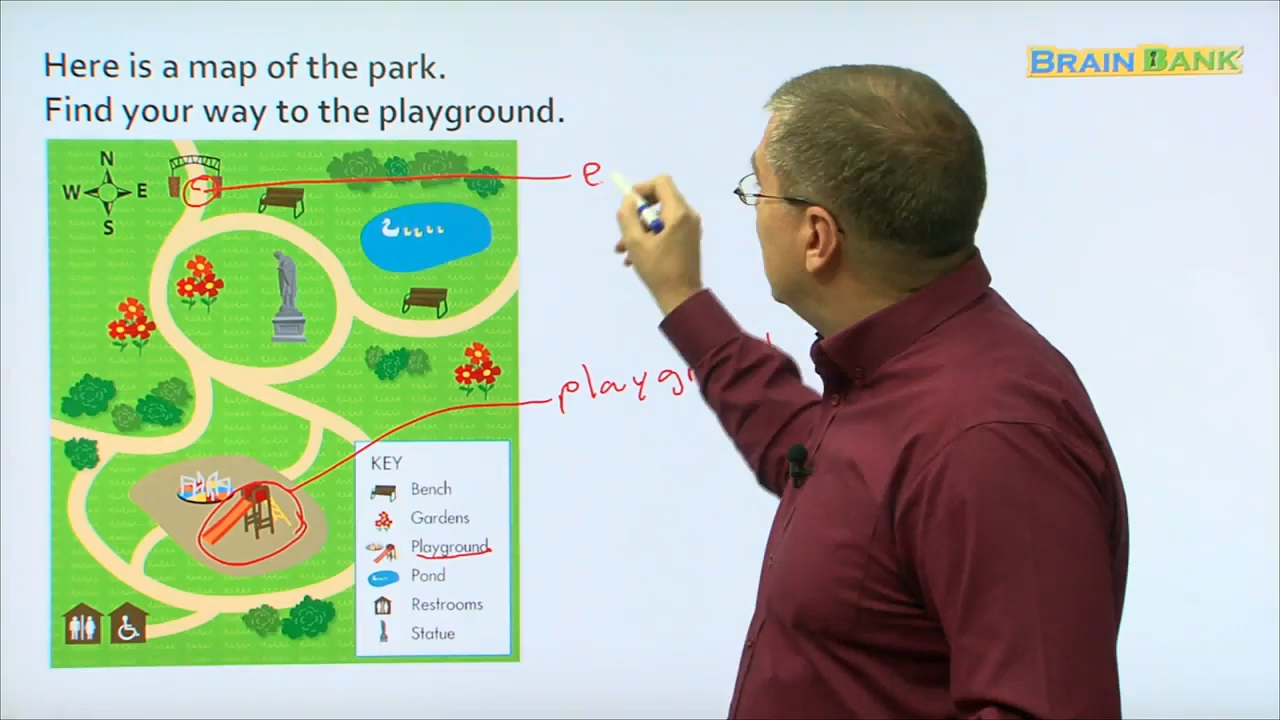 Here is a map of the park.
BRAIN BANK
Find your way to the playground.
N
W E
S
e
playgr
KEY
Bench
Gardens
Playground
Pond
Restrooms
Statue